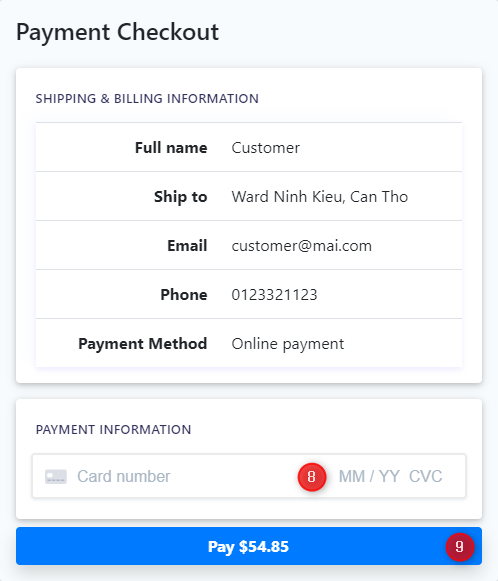 Payment Checkout
SHIPPING & BILLING INFORMATION
Full name Customer
Ship to Ward Ninh Kieu, Can Tho
Email customer@mai.com
Phone 0123321123
Payment Method Online payment
PAYMENT INFORMATION
Card number 8 MM / YY CVC
Pay $54.85 9